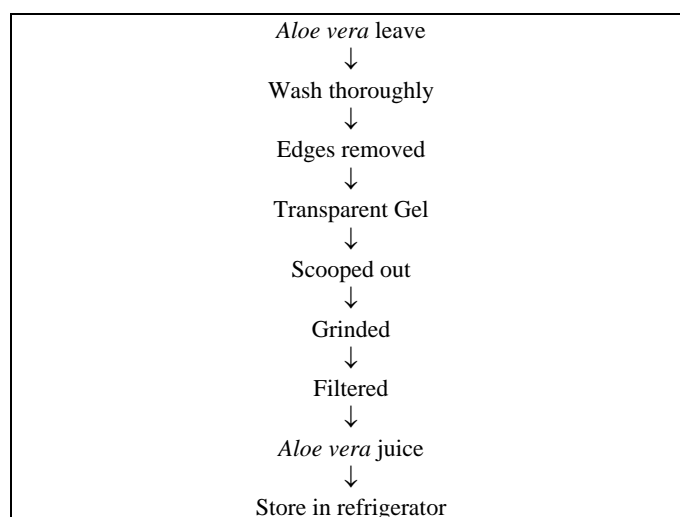 Aloe vera leave
↓
Wash thoroughly
↓
Edges removed
↓
Transparent Gel
↓
Scooped out
↓
Grinded
↓
Filtered
↓
Aloe vera juice
↓
Store in refrigerator